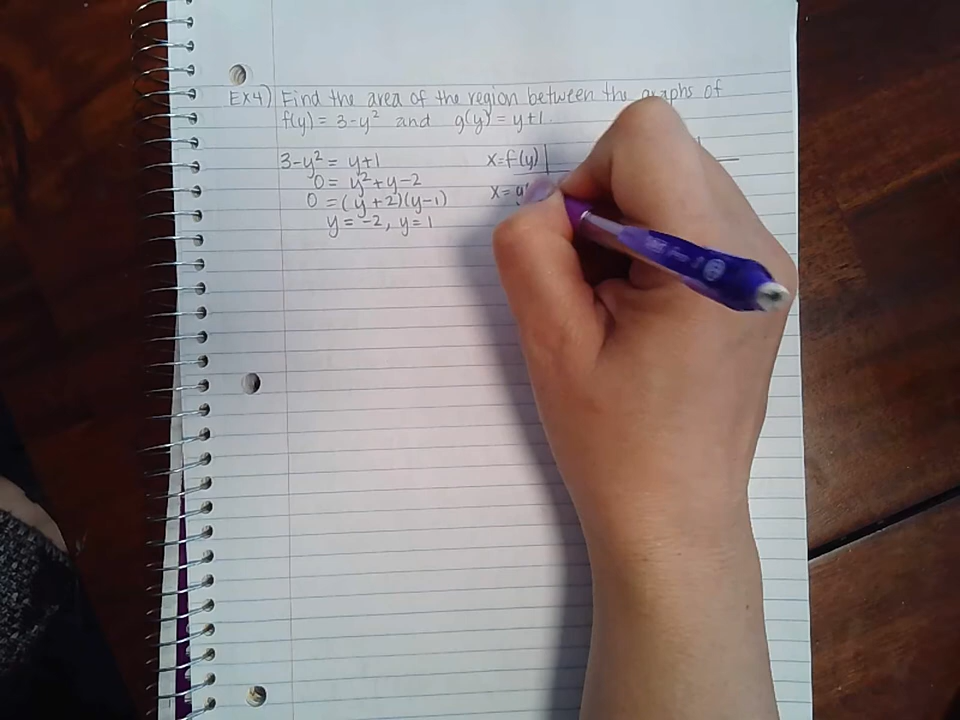 Ex4) Find the area of the region between the graphs of
f(y) = 3-y² and g(y) = y+1.
3-y² = y+1
0 = y²+y-2
0 = (y+2)(y-1)
y = -2, y = 1
x=f(y)
x=